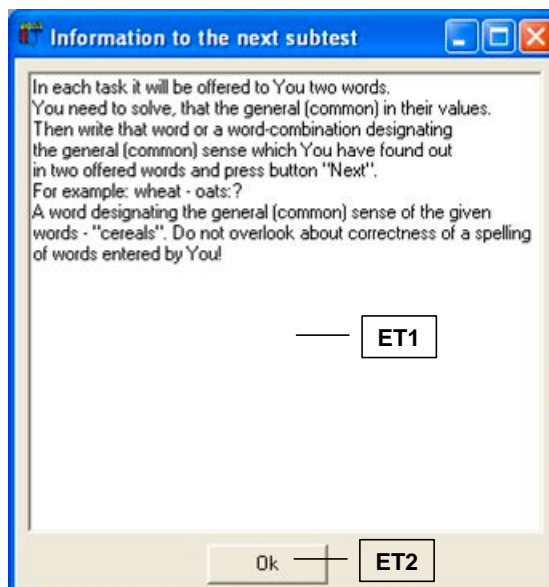 Information to the next subtest
In each task it will be offered to You two words.
You need to solve, that the general (common) in their values.
Then write that word or a word-combination designating
the general (common) sense which You have found out
in two offered words and press button "Next".
For example: wheat - oats:?
A word designating the general (common) sense of the given
words - "cereals". Do not overlook about correctness of a spelling
of words entered by You!
ET1
Ok
ET2